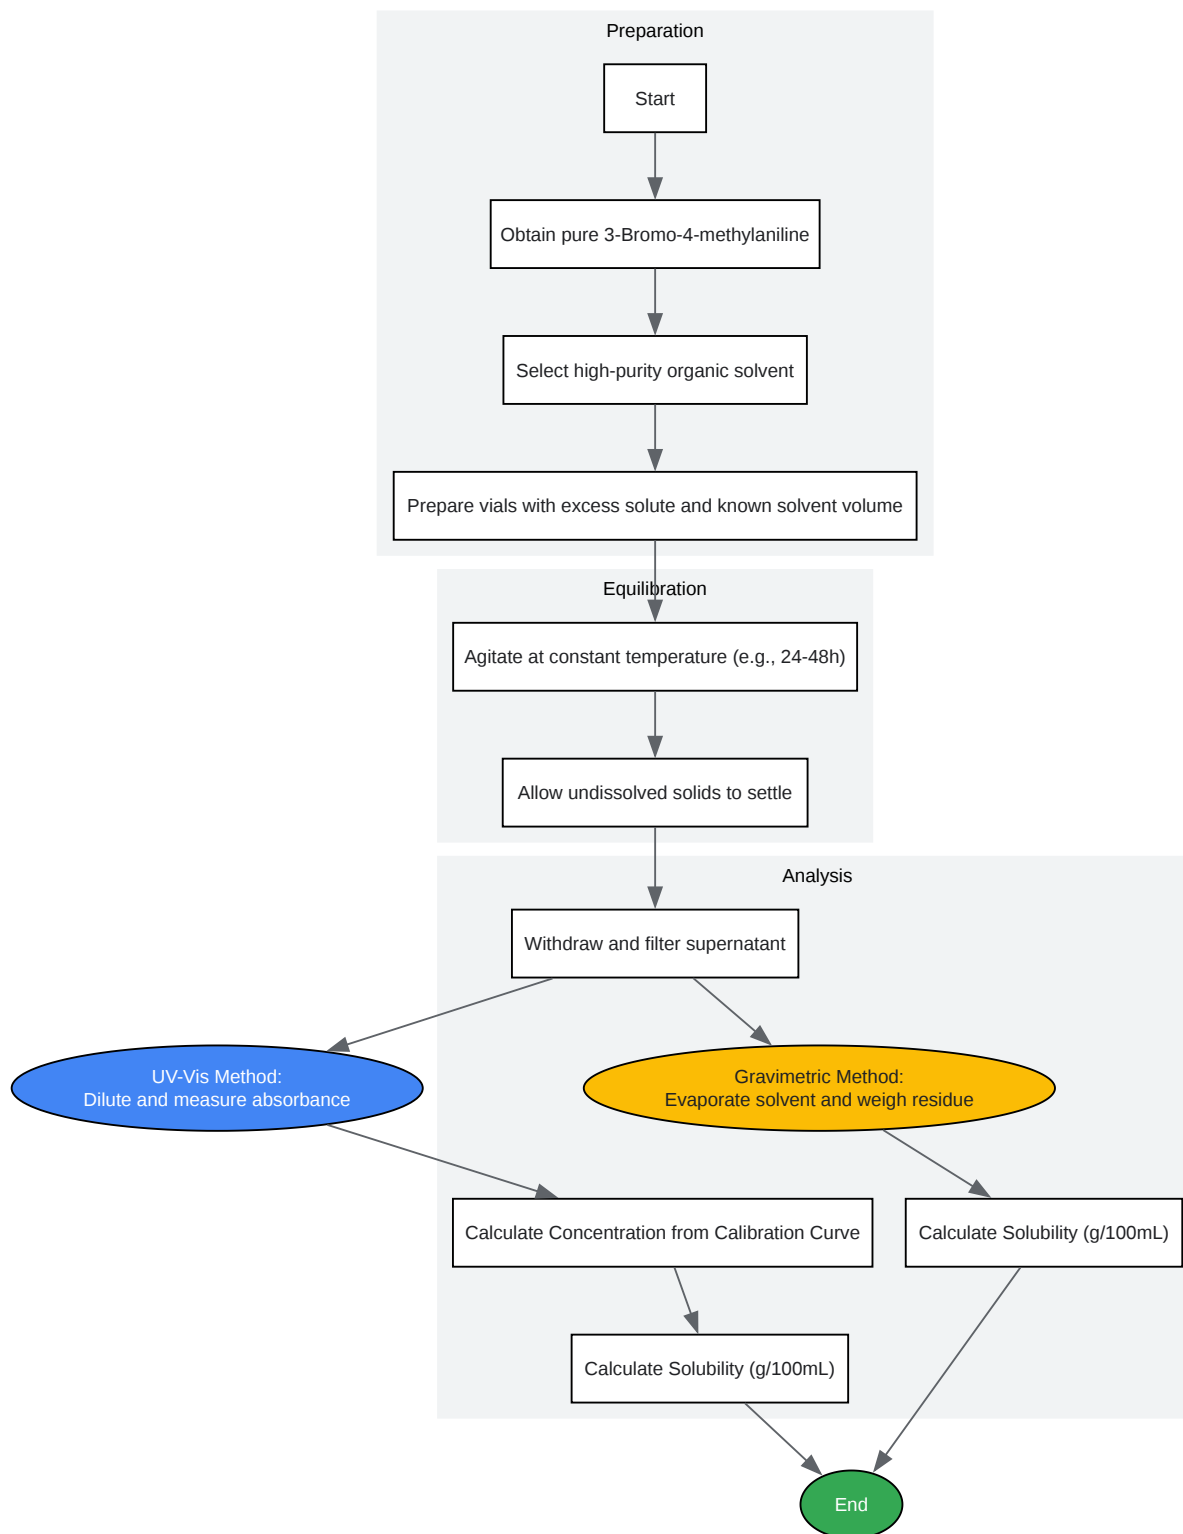 Preparation
Start
Obtain pure 3-Bromo-4-methylaniline
Select high-purity organic solvent
Prepare vials with excess solute and known solvent volume
Equilibration
Agitate at constant temperature (e.g., 24-48h)
Allow undissolved solids to settle
Analysis
Withdraw and filter supernatant
UV-Vis Method:
Dilute and measure absorbance
Gravimetric Method:
Evaporate solvent and weigh residue
Calculate Concentration from Calibration Curve
Calculate Solubility (g/100mL)
Calculate Solubility (g/100mL)
End